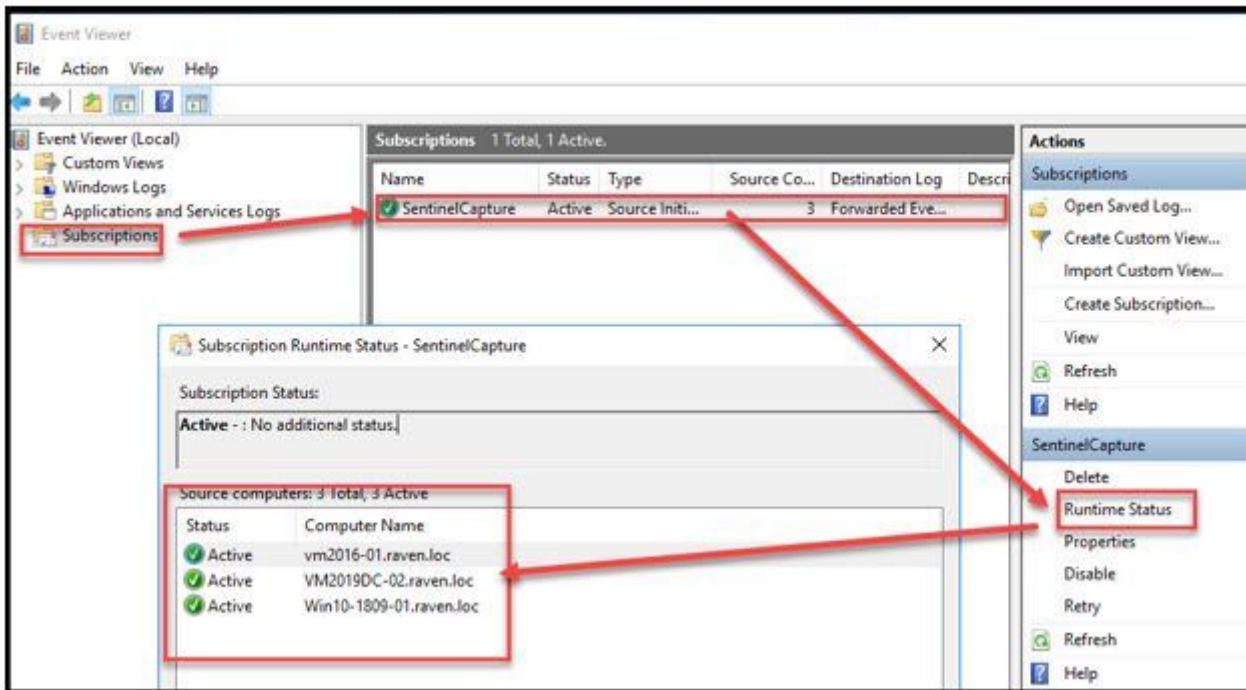 Event Viewer
File Action View Help
Event Viewer (Local)
Custom Views
Windows Logs
Applications and Services Logs
Subscriptions
Subscriptions 1 Total, 1 Active.
Name Status Type Source Co... Destination Log Descri
SentinelCapture Active Source Initi... 3 Forwarded Eve...
Subscription Runtime Status - SentinelCapture
Subscription Status:
Active - : No additional status.
Source computers: 3 Total, 3 Active
Status Computer Name
Active vm2016-01.raven.loc
Active VM2019DC-02.raven.loc
Active Win10-1809-01.raven.loc
Actions
Subscriptions
Open Saved Log...
Create Custom View...
Import Custom View...
Create Subscription...
View
Refresh
Help
SentinelCapture
Delete
Runtime Status
Properties
Disable
Retry
Refresh
Help